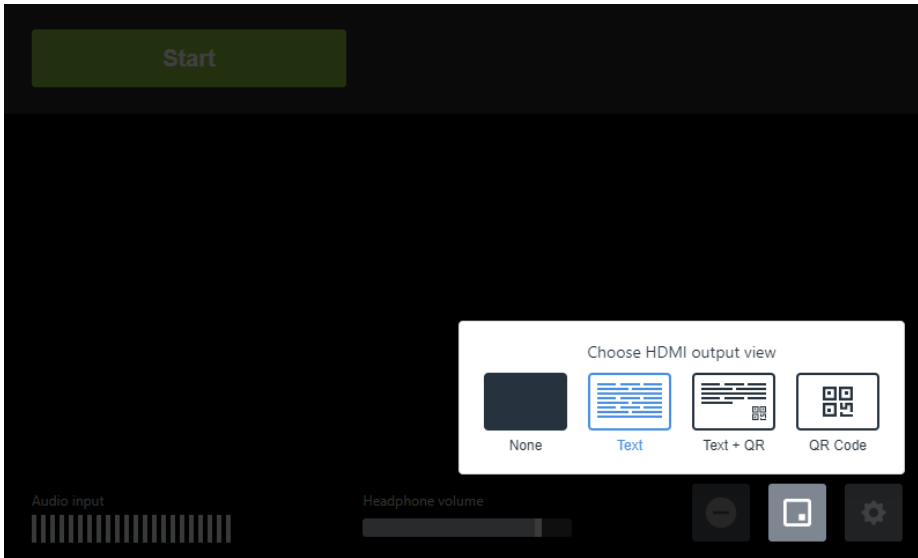 Start
Choose HDMI output view
None
Text
Text + QR
QR Code
Audio input
Headphone volume